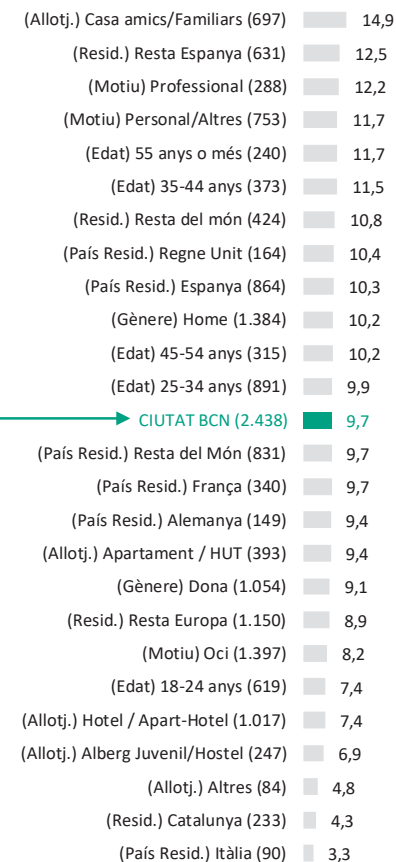 (Allotj.) Casa amics/Familiars (697) 14,9
(Resid.) Resta Espanya (631) 12,5
(Motiu) Professional (288) 12,2
(Motiu) Personal/Altres (753) 11,7
(Edat) 55 anys o més (240) 11,7
(Edat) 35-44 anys (373) 11,5
(Resid.) Resta del món (424) 10,8
(País Resid.) Regne Unit (164) 10,4
(País Resid.) Espanya (864) 10,3
(Gènere) Home (1.384) 10,2
(Edat) 45-54 anys (315) 10,2
(Edat) 25-34 anys (891) 9,9
CIUTAT BCN (2.438) 9,7
(País Resid.) Resta del Món (831) 9,7
(País Resid.) França (340) 9,7
(País Resid.) Alemanya (149) 9,4
(Allotj.) Apartament / HUT (393) 9,4
(Gènere) Dona (1.054) 9,1
(Resid.) Resta Europa (1.150) 8,9
(Motiu) Oci (1.397) 8,2
(Edat) 18-24 anys (619) 7,4
(Allotj.) Hotel / Apart-Hotel (1.017) 7,4
(Allotj.) Alberg Juvenil/Hostel (247) 6,9
(Allotj.) Altres (84) 4,8
(Resid.) Catalunya (233) 4,3
(País Resid.) Itàlia (90) 3,3